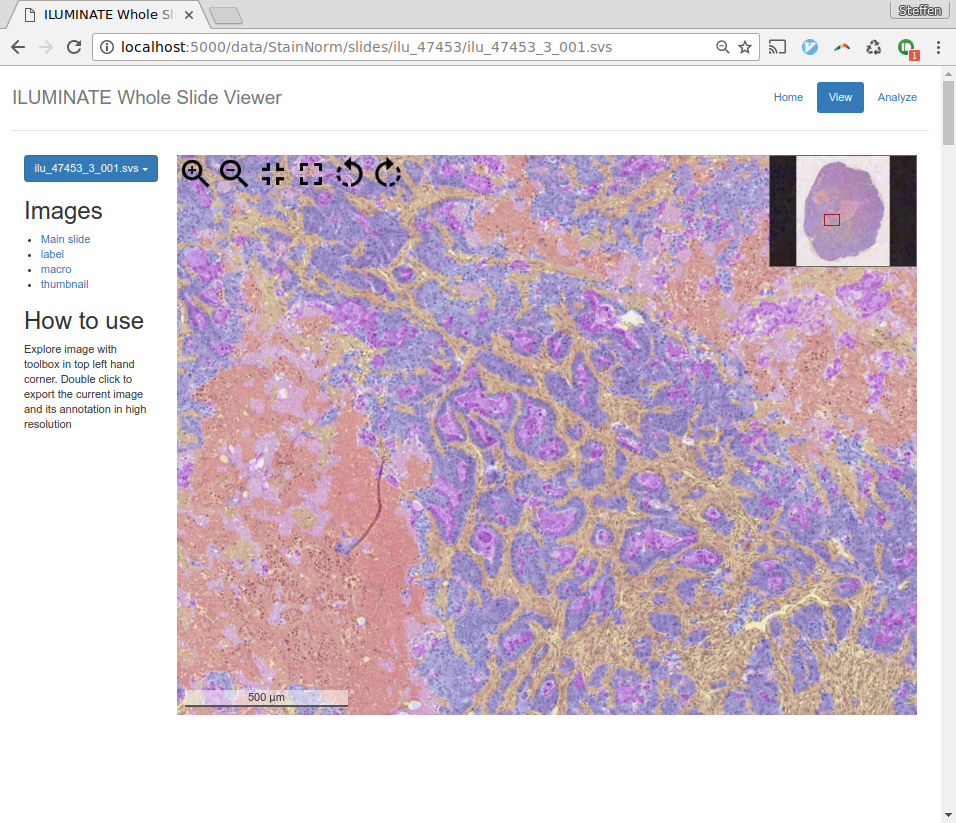 ILUMINATE Whole Sl
Steffen
localhost:5000/data/StainNorm/slides/ilu_47453/ilu_47453_3_001.svs
1
ILUMINATE Whole Slide Viewer
Home
View
Analyze
ilu_47453_3_001.svs
Images
Main slide
label
macro
thumbnail
How to use
Explore image with
toolbox in top left hand
corner. Double click to
export the current image
and its annotation in high
resolution
500 µm